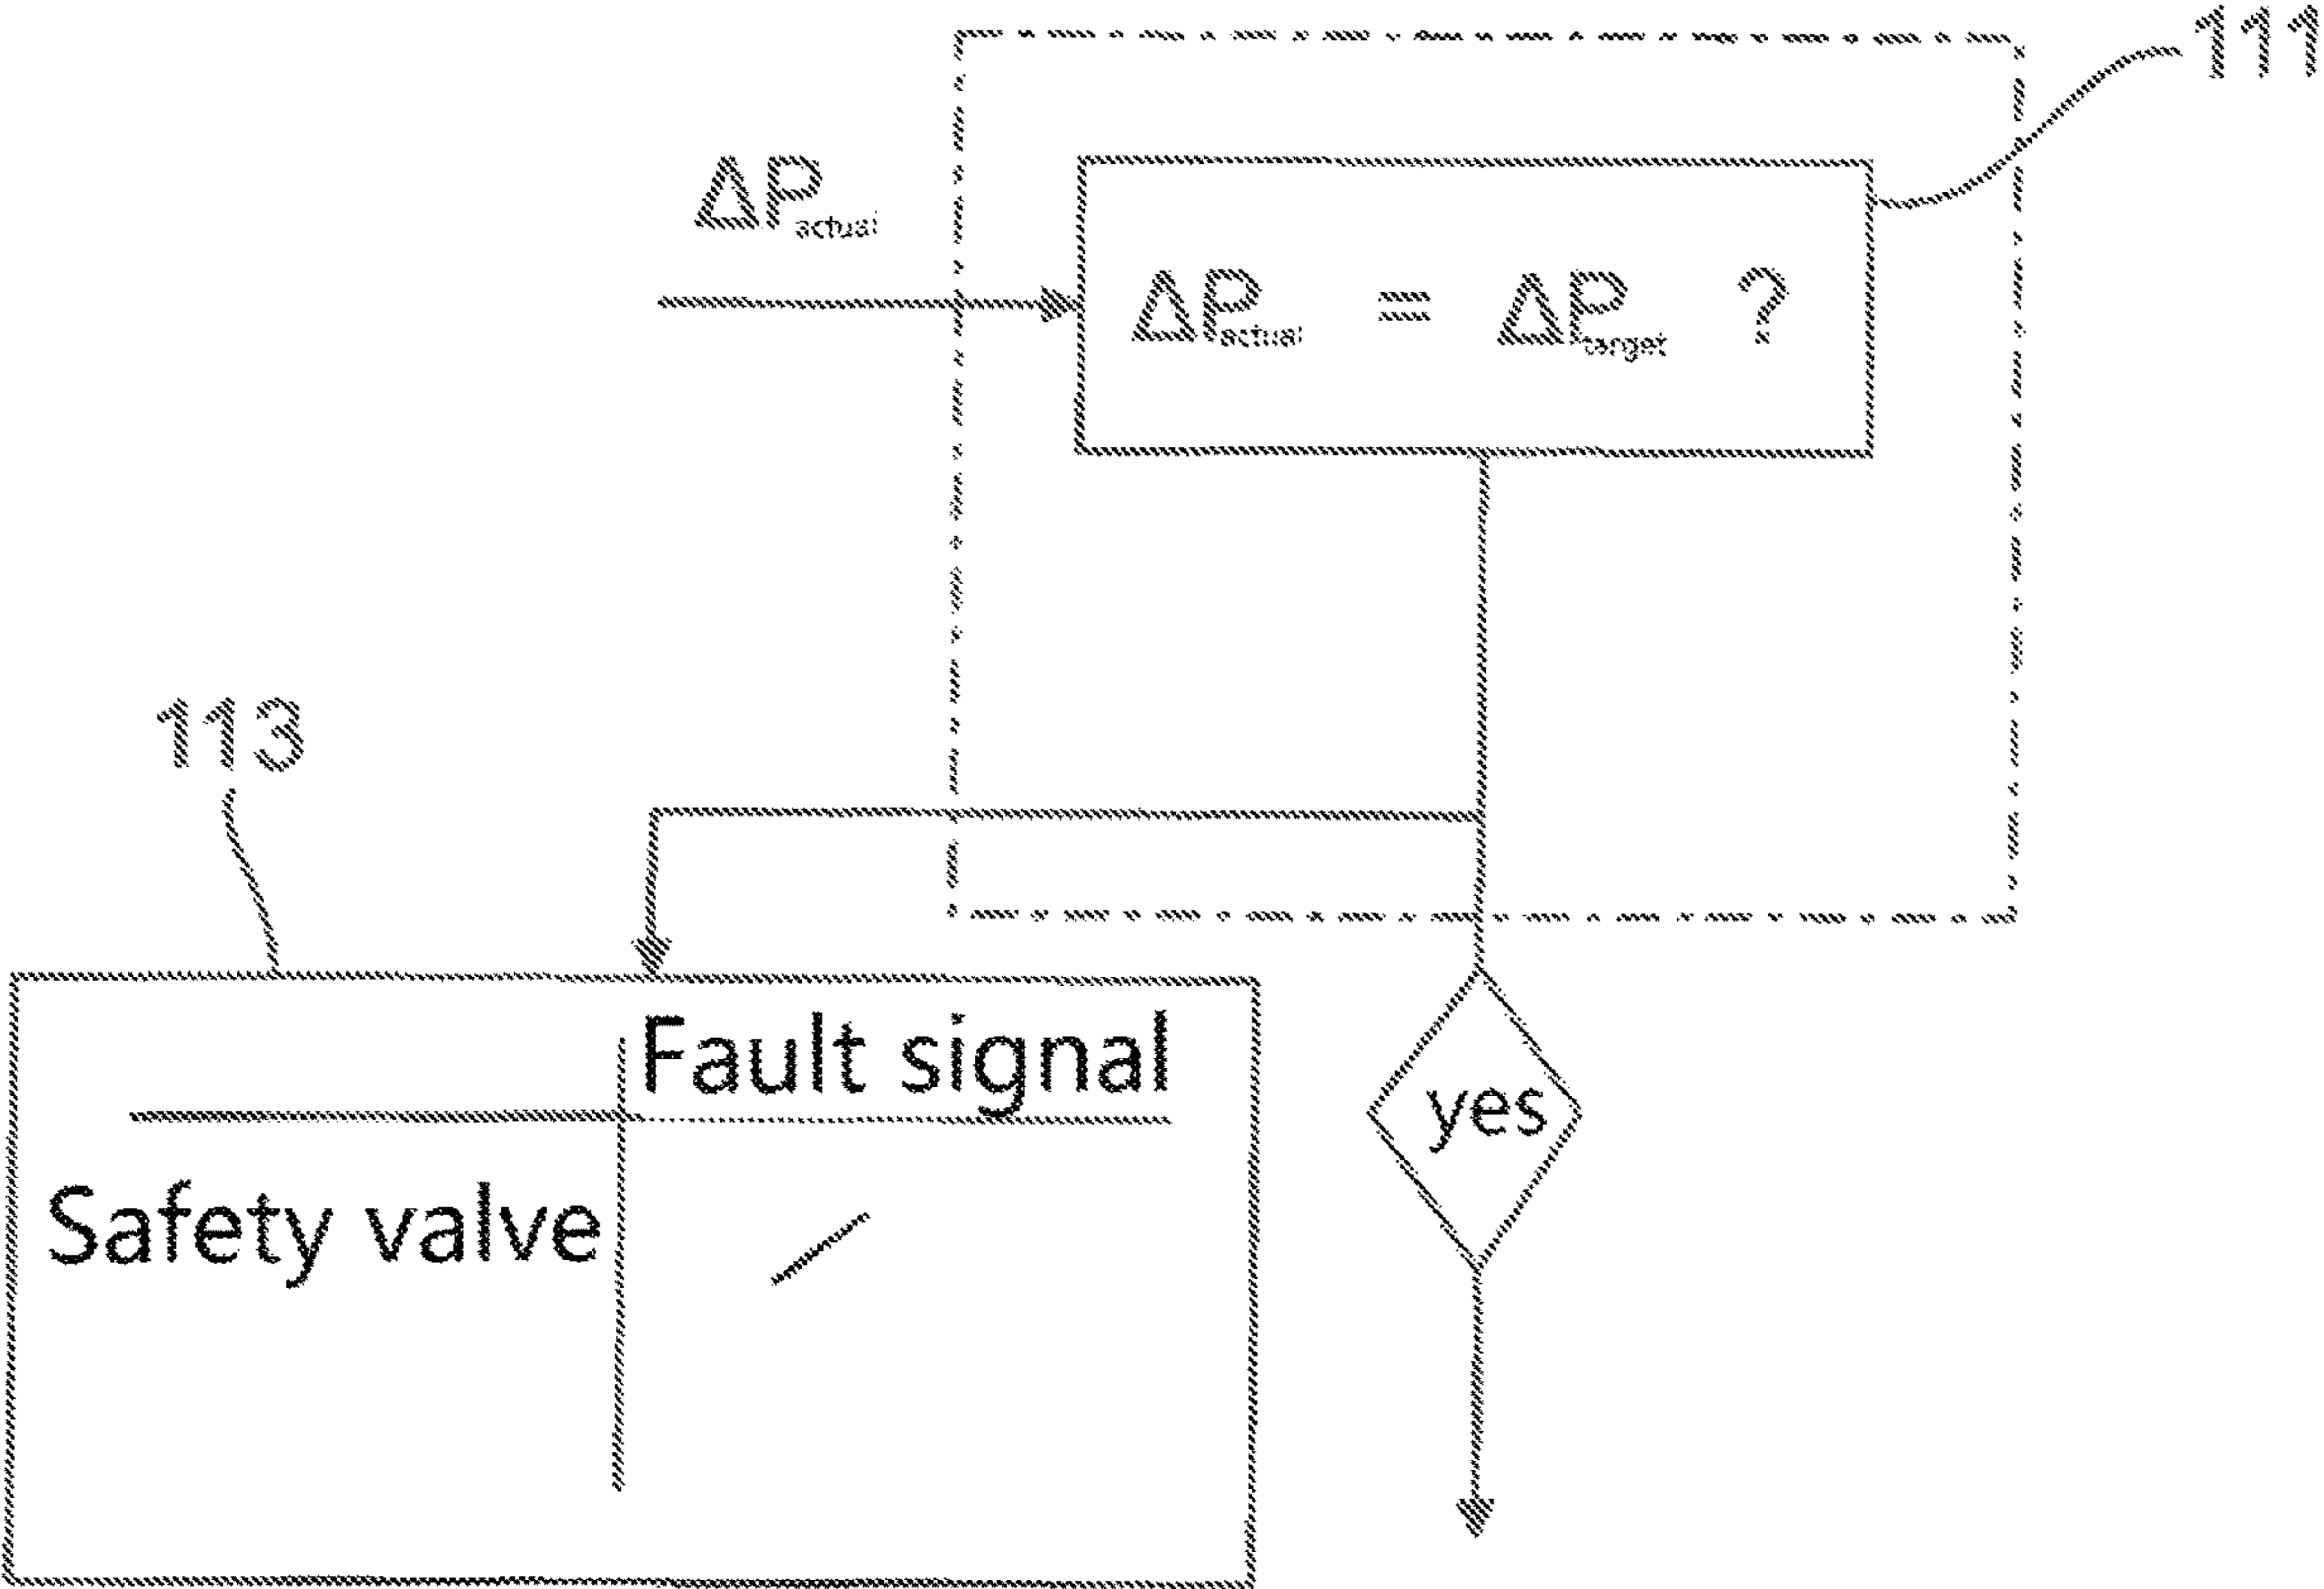 111
ΔPactual
ΔPactual = ΔPtarget ?
113
Fault signal
yes
Safety valve